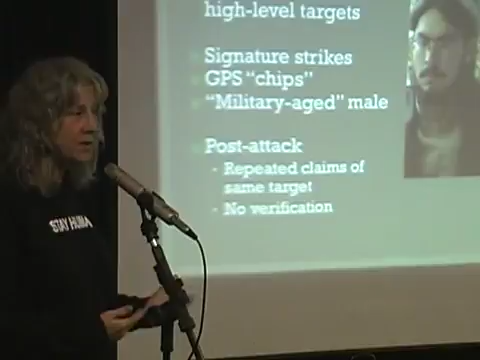 high-level targets
Signature strikes
GPS "chips"
"Military-aged" male
Post-attack
- Repeated claims of
same target
- No verification
STAY HUMA